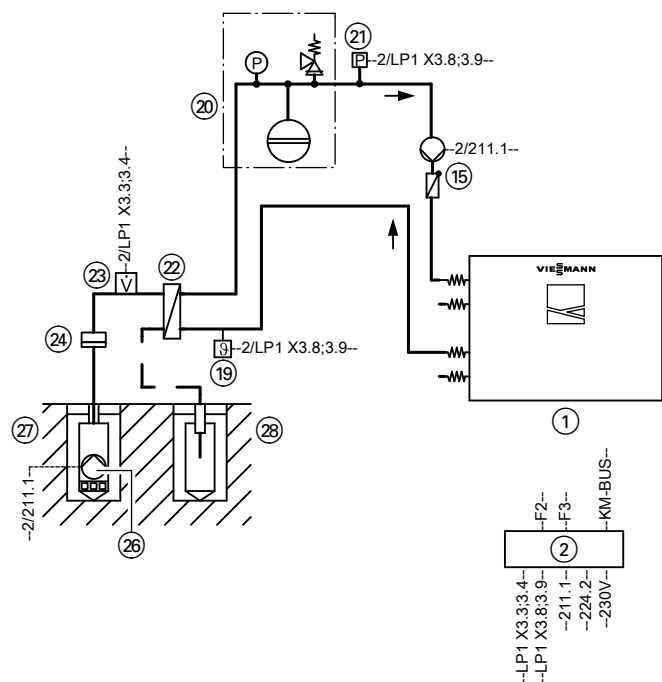 P
21
P
--2/LP1 X3.8;3.9--
20
--2/211.1--
15
--2/LP1 X3.3;3.4--
23
V
22
VIESMANN
24
ϑ
--2/LP1 X3.8;3.9--
19
1
27
28
--2/211.1--
26
--F2--
--F3--
--KM-BUS--
2
--LP1 X3.3;3.4--
--LP1 X3.8;3.9--
--211.1--
--224.2--
--230V--